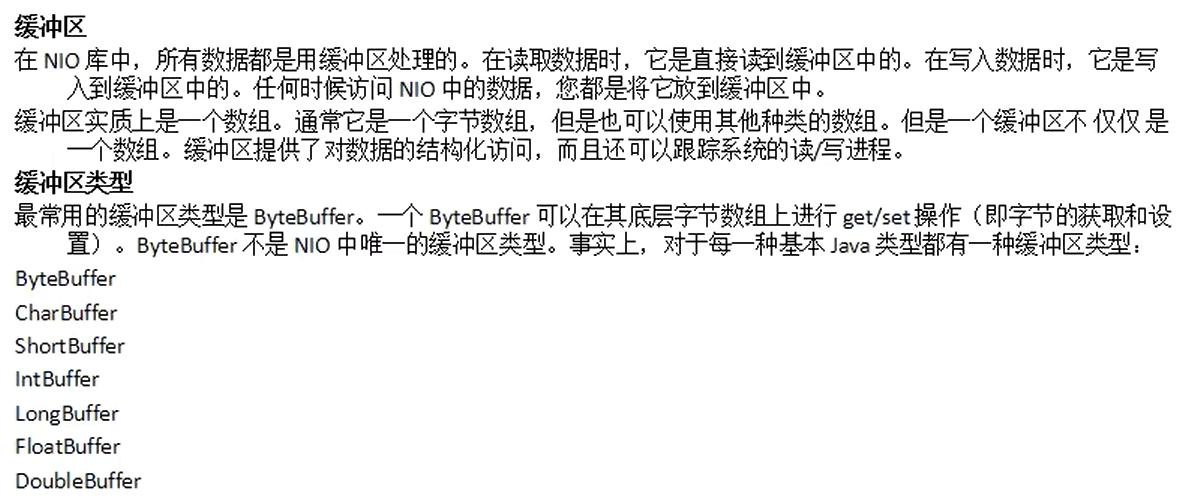 缓冲区
在 NIO 库中，所有数据都是用缓冲区处理的。在读取数据时，它是直接读到缓冲区中的。在写入数据时，它是写
入到缓冲区中的。任何时候访问 NIO 中的数据，您都是将它放到缓冲区中。
缓冲区实质上是一个数组。通常它是一个字节数组，但是也可以使用其他种类的数组。但是一个缓冲区不 仅仅 是
一个数组。缓冲区提供了对数据的结构化访问，而且还可以跟踪系统的读/写进程。
缓冲区类型
最常用的缓冲区类型是 ByteBuffer。一个 ByteBuffer 可以在其底层字节数组上进行 get/set 操作（即字节的获取和设
置）。ByteBuffer 不是 NIO 中唯一的缓冲区类型。事实上，对于每一种基本 Java 类型都有一种缓冲区类型：
ByteBuffer
CharBuffer
ShortBuffer
IntBuffer
LongBuffer
FloatBuffer
DoubleBuffer